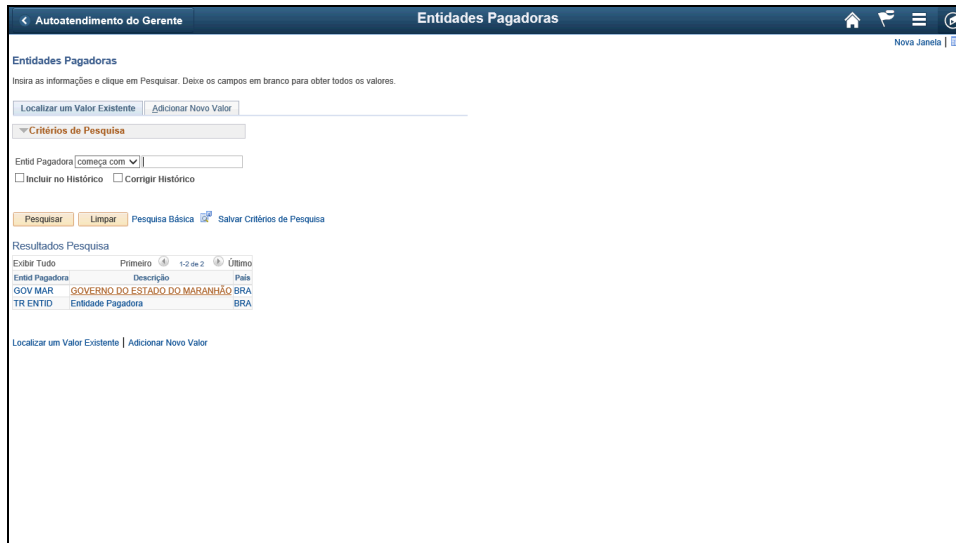 Autoatendimento do Gerente
Entidades Pagadoras
Nova Janela
Entidades Pagadoras
Insira as informações e clique em Pesquisar. Deixe os campos em branco para obter todos os valores.
Localizar um Valor Existente Adicionar Novo Valor
Critérios de Pesquisa
Entid Pagadora começa com
Incluir no Histórico Corrigir Histórico
Pesquisar Limpar Pesquisa Básica Salvar Critérios de Pesquisa
Resultados Pesquisa
Exibir Tudo Primeiro 1-2 de 2 Último
Entid Pagadora Descrição País
GOV MAR GOVERNO DO ESTADO DO MARANHÃO BRA
TR ENTID Entidade Pagadora BRA
Localizar um Valor Existente | Adicionar Novo Valor